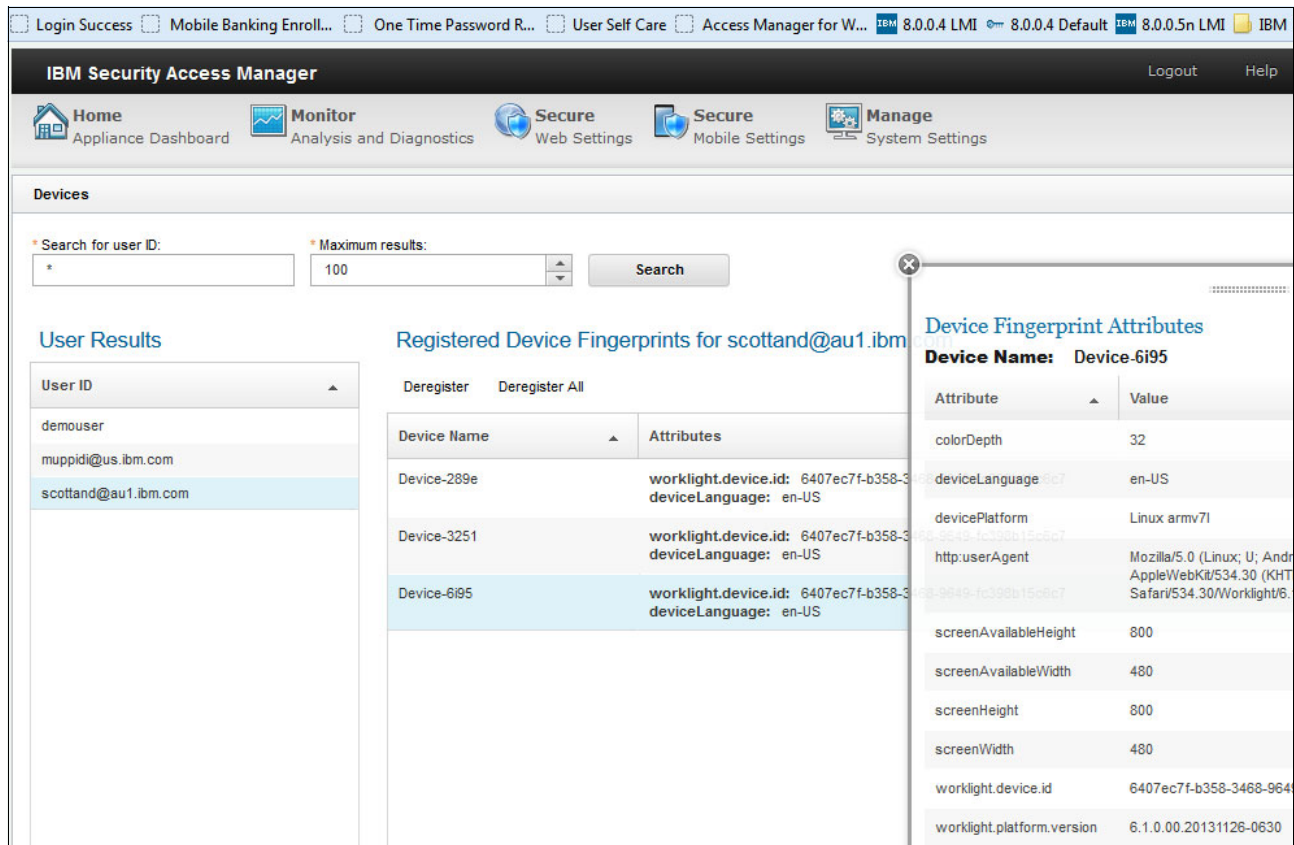 Login Success Mobile Banking Enroll... One Time Password R... User Self Care Access Manager for W... IBM 8.0.0.4 LMI 8.0.0.4 Default IBM 8.0.0.5n LMI IBM
IBM Security Access Manager Logout Help
Home Monitor Secure Secure Manage
Appliance Dashboard Analysis and Diagnostics Web Settings Mobile Settings System Settings
Devices
* Search for user ID: * Maximum results:
* 100 Search
User Results
User ID
demouser
muppidi@us.ibm.com
scottand@au1.ibm.com
Registered Device Fingerprints for scottand@au1.ibm.com
Deregister Deregister All
Device Name Attributes
Device-289e worklight.device.id: 6407ec7f-b358-3
deviceLanguage: en-US
Device-3251 worklight.device.id: 6407ec7f-b358-3468-9649-fc398b15c6c7
deviceLanguage: en-US
Device-6i95 worklight.device.id: 6407ec7f-b358-3468-9649-fc398b15c6c7
deviceLanguage: en-US
Device Fingerprint Attributes
Device Name: Device-6i95
Attribute Value
colorDepth 32
deviceLanguage en-US
devicePlatform Linux armv7l
http:userAgent Mozilla/5.0 (Linux; U; Andr
AppleWebKit/534.30 (KHT
Safari/534.30/Worklight/6.
screenAvailableHeight 800
screenAvailableWidth 480
screenHeight 800
screenWidth 480
worklight.device.id 6407ec7f-b358-3468-964
worklight.platform.version 6.1.0.00.20131126-0630